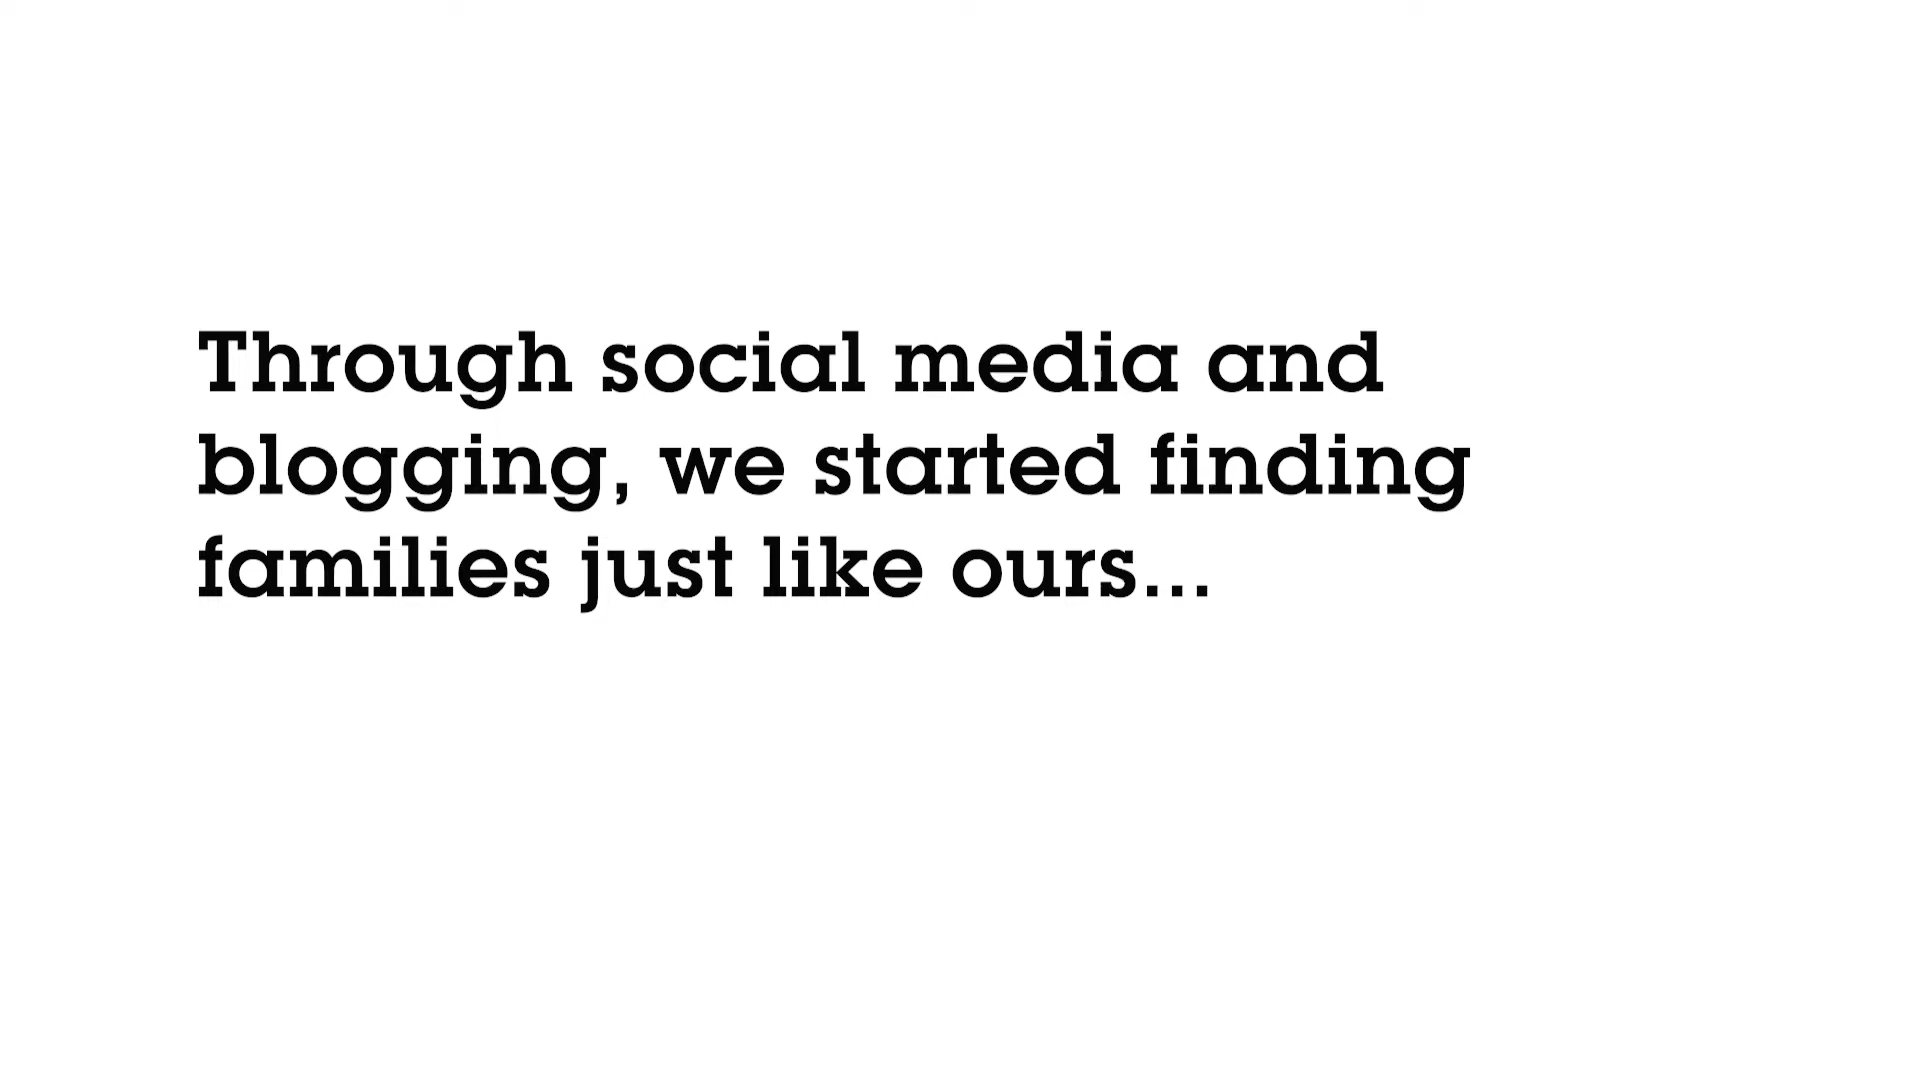 Through social media and
blogging, we started finding
families just like ours...